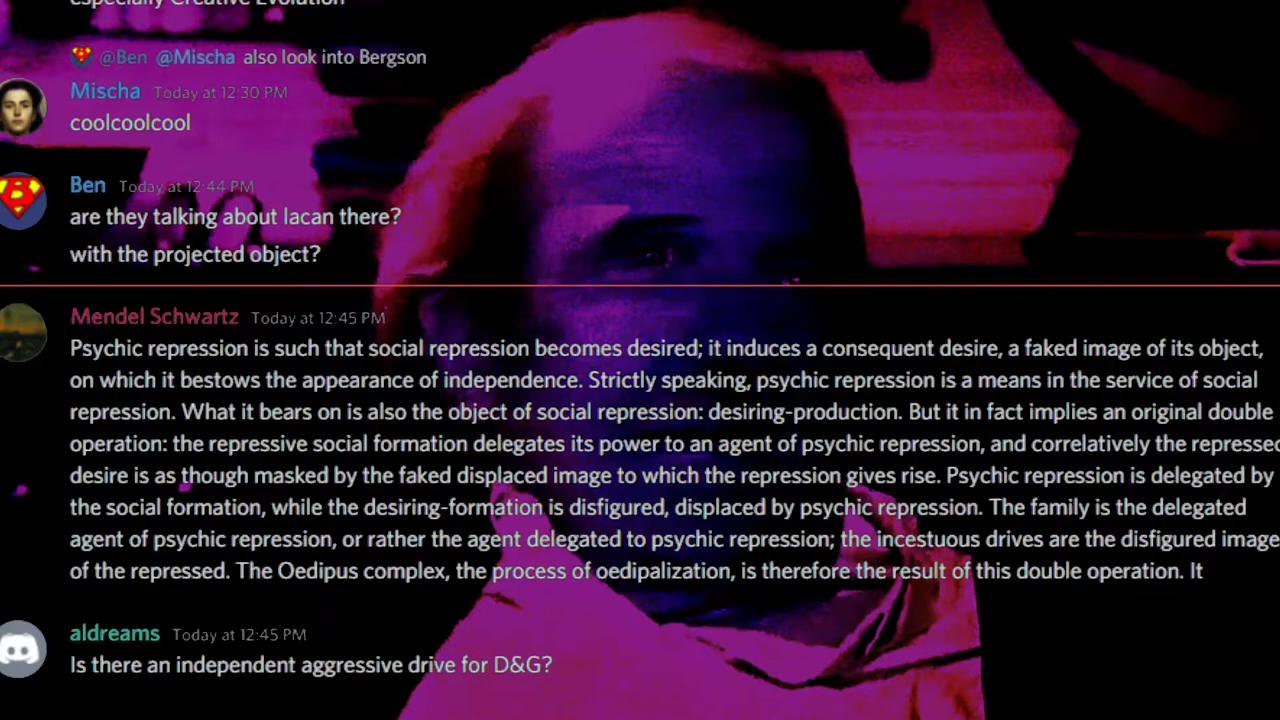 especially Creative Evolution
@Ben @Mischa also look into Bergson
Mischa Today at 12:30 PM
coolcoolcool
Ben Today at 12:44 PM
are they talking about lacan there?
with the projected object?
Mendel Schwartz Today at 12:45 PM
Psychic repression is such that social repression becomes desired; it induces a consequent desire, a faked image of its object,
on which it bestows the appearance of independence. Strictly speaking, psychic repression is a means in the service of social
repression. What it bears on is also the object of social repression: desiring-production. But it in fact implies an original double
operation: the repressive social formation delegates its power to an agent of psychic repression, and correlatively the repressed
desire is as though masked by the faked displaced image to which the repression gives rise. Psychic repression is delegated by
the social formation, while the desiring-formation is disfigured, displaced by psychic repression. The family is the delegated
agent of psychic repression, or rather the agent delegated to psychic repression; the incestuous drives are the disfigured image
of the repressed. The Oedipus complex, the process of oedipalization, is therefore the result of this double operation. It
aldreams Today at 12:45 PM
Is there an independent aggressive drive for D&G?